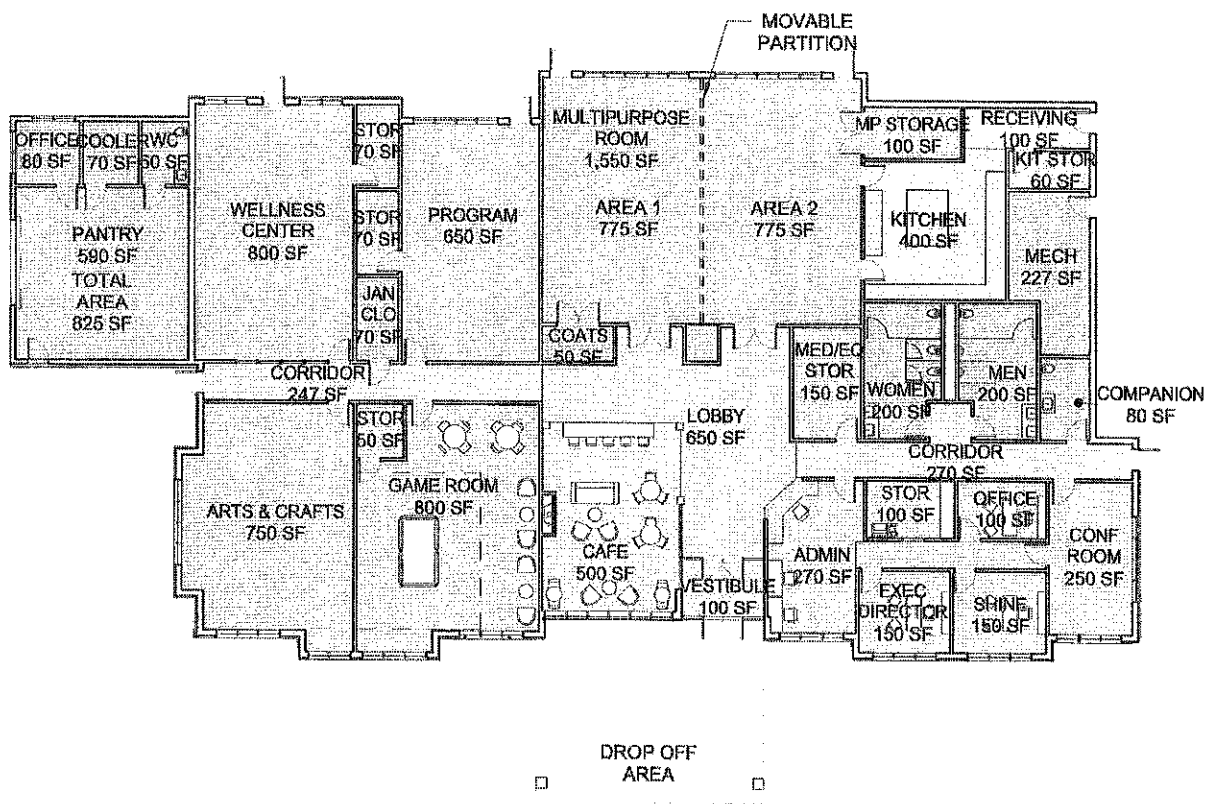 MOVABLE
PARTITION
OFFICE
80 SF
COOLER
70 SF
RWC
50 SF
STOR
70 SF
MULTIPURPOSE
ROOM
1,550 SF
MP STORAGE
100 SF
RECEIVING
100 SF
KIT STOR
60 SF
PANTRY
590 SF
TOTAL
AREA
825 SF
WELLNESS
CENTER
800 SF
STOR
70 SF
PROGRAM
650 SF
AREA 1
775 SF
AREA 2
775 SF
KITCHEN
400 SF
MECH
227 SF
JAN
CLO
70 SF
COATS
50 SF
MED/EQ
STOR
150 SF
WOMEN
200 SF
MEN
200 SF
COMPANION
80 SF
CORRIDOR
247 SF
STOR
50 SF
LOBBY
650 SF
CORRIDOR
270 SF
ARTS & CRAFTS
750 SF
GAME ROOM
800 SF
CAFE
500 SF
VESTIBULE
100 SF
ADMIN
270 SF
STOR
100 SF
OFFICE
100 SF
CONF
ROOM
250 SF
EXEC
DIRECTOR
150 SF
SHINE
150 SF
DROP OFF
AREA